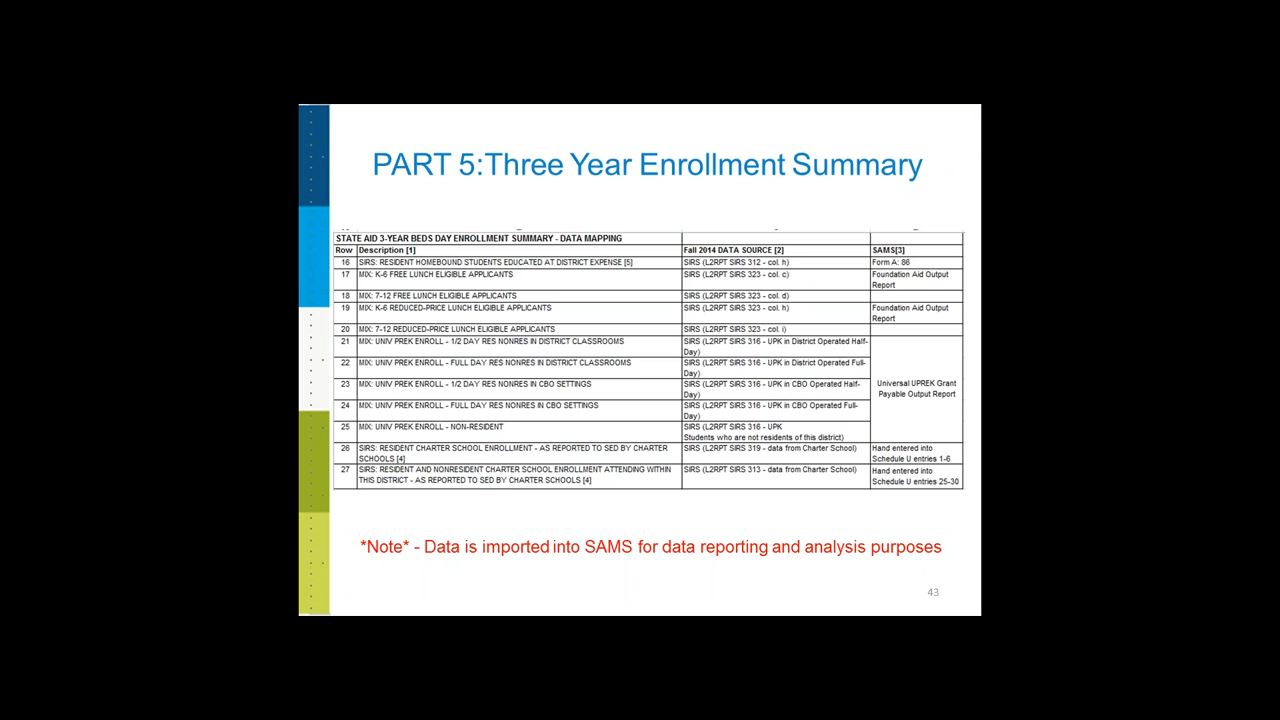 PART 5:Three Year Enrollment Summary
STATE AID 3-YEAR BEDS DAY ENROLLMENT SUMMARY - DATA MAPPING
Row Description [1] Fall 2014 DATA SOURCE [2] SAMS[3]
16 SIRS: RESIDENT HOMEBOUND STUDENTS EDUCATED AT DISTRICT EXPENSE [5] SIRS (L2RPT SIRS 312 - col. h) Form A: 86
17 MIX: K-6 FREE LUNCH ELIGIBLE APPLICANTS SIRS (L2RPT SIRS 323 - col. c) Foundation Aid Output
Report
18 MIX: 7-12 FREE LUNCH ELIGIBLE APPLICANTS SIRS (L2RPT SIRS 323 - col. d)
19 MIX: K-6 REDUCED-PRICE LUNCH ELIGIBLE APPLICANTS SIRS (L2RPT SIRS 323 - col. h) Foundation Aid Output
Report
20 MIX: 7-12 REDUCED-PRICE LUNCH ELIGIBLE APPLICANTS SIRS (L2RPT SIRS 323 - col. i)
21 MIX: UNIV PREK ENROLL - 1/2 DAY RES NONRES IN DISTRICT CLASSROOMS SIRS (L2RPT SIRS 316 - UPK in District Operated Half-
Day)
22 MIX: UNIV PREK ENROLL - FULL DAY RES NONRES IN DISTRICT CLASSROOMS SIRS (L2RPT SIRS 316 - UPK in District Operated Full-
Day)
23 MIX: UNIV PREK ENROLL - 1/2 DAY RES NONRES IN CBO SETTINGS SIRS (L2RPT SIRS 316 - UPK in CBO Operated Half-
Day)
Universal UPREK Grant
Payable Output Report
24 MIX: UNIV PREK ENROLL - FULL DAY RES NONRES IN CBO SETTINGS SIRS (L2RPT SIRS 316 - UPK in CBO Operated Full-
Day)
25 MIX: UNIV PREK ENROLL - NON-RESIDENT SIRS (L2RPT SIRS 316 - UPK
Students who are not residents of this district)
26 SIRS: RESIDENT CHARTER SCHOOL ENROLLMENT - AS REPORTED TO SED BY CHARTER SIRS (L2RPT SIRS 319 - data from Charter School) Hand entered into
SCHOOLS [4] Schedule U entries 1-6
27 SIRS: RESIDENT AND NONRESIDENT CHARTER SCHOOL ENROLLMENT ATTENDING WITHIN SIRS (L2RPT SIRS 313 - data from Charter School) Hand entered into
THIS DISTRICT - AS REPORTED TO SED BY CHARTER SCHOOLS [4] Schedule U entries 25-30
*Note* - Data is imported into SAMS for data reporting and analysis purposes
43